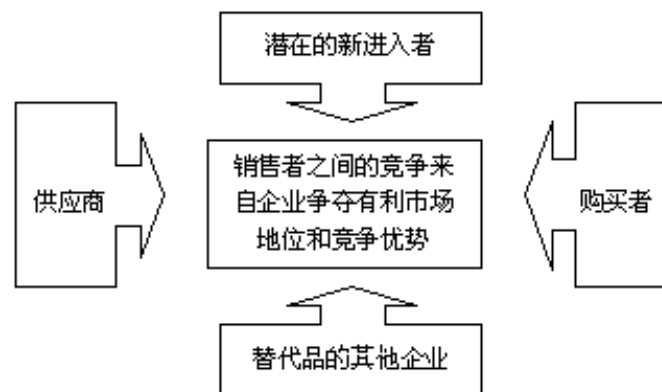 潜在的新进入者
供应商
销售者之间的竞争来
自企业争夺有利市场
地位和竞争优势
购买者
替代品的其他企业